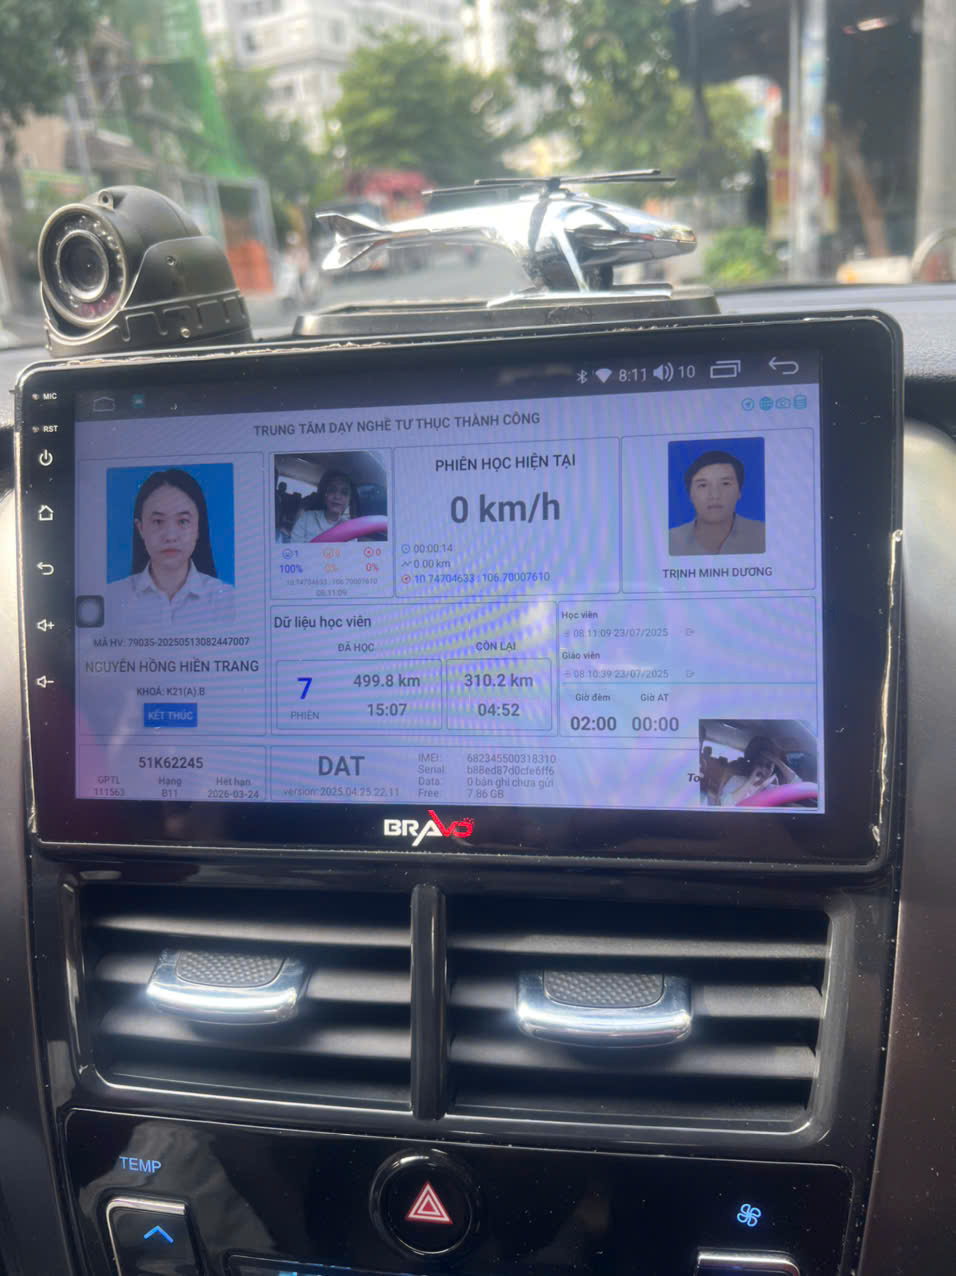 MIC
RST
8:11 10
TRUNG TÂM DẠY NGHỀ TƯ THỤC THÀNH CÔNG
MÃ HV: 79035-20250513082447007
NGUYỄN HỒNG HIỀN TRANG
KHOÁ: K21(A).B
KẾT THÚC
1 0 0
100% 0% 0%
10.74704633 : 106.70007610
08:11:09
PHIÊN HỌC HIỆN TẠI
0 km/h
00:00:14
0.00 km
10.74704633 : 106.70007610
TRỊNH MINH DƯƠNG
Dữ liệu học viên
ĐÃ HỌC
CÒN LẠI
7
PHIÊN
499.8 km
15:07
310.2 km
04:52
Học viên
08:11:09 23/07/2025
Giáo viên
08:10:39 23/07/2025
Giờ đêm Giờ AT
02:00 00:00
51K62245
GPTL Hạng Hết hạn
111563 B11 2026-03-24
DAT
version: 2025.04.25.22.11
IMEI: 682345500318310
Serial: b88ed87d0cfe6ff6
Data: 0 bản ghi chưa gửi
Free: 7.86 GB
BRAVO
TEMP